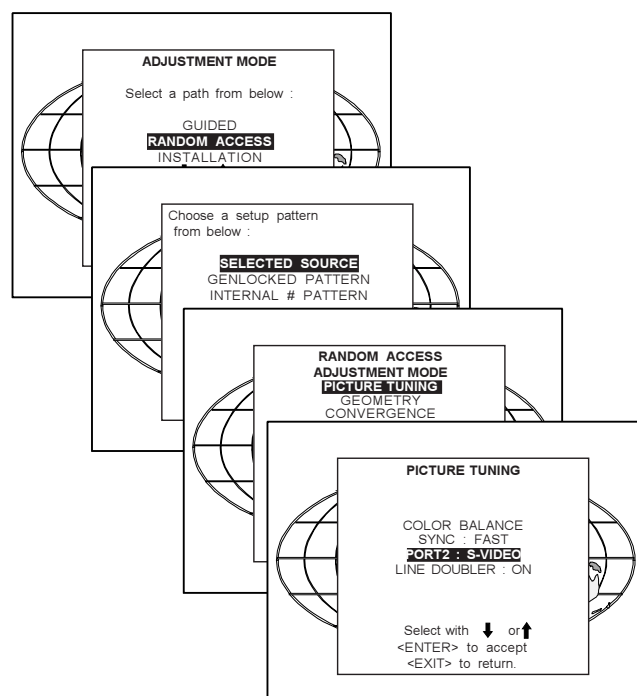 ADJUSTMENT MODE
Select a path from below :
GUIDED
RANDOM ACCESS
INSTALLATION
Choose a setup pattern
from below :
SELECTED SOURCE
GENLOCKED PATTERN
INTERNAL # PATTERN
RANDOM ACCESS
ADJUSTMENT MODE
PICTURE TUNING
GEOMETRY
CONVERGENCE
PICTURE TUNING
COLOR BALANCE
SYNC : FAST
PORT2 : S-VIDEO
LINE DOUBLER : ON
Select with ⬇ or ⬆
<ENTER> to accept
<EXIT> to return.